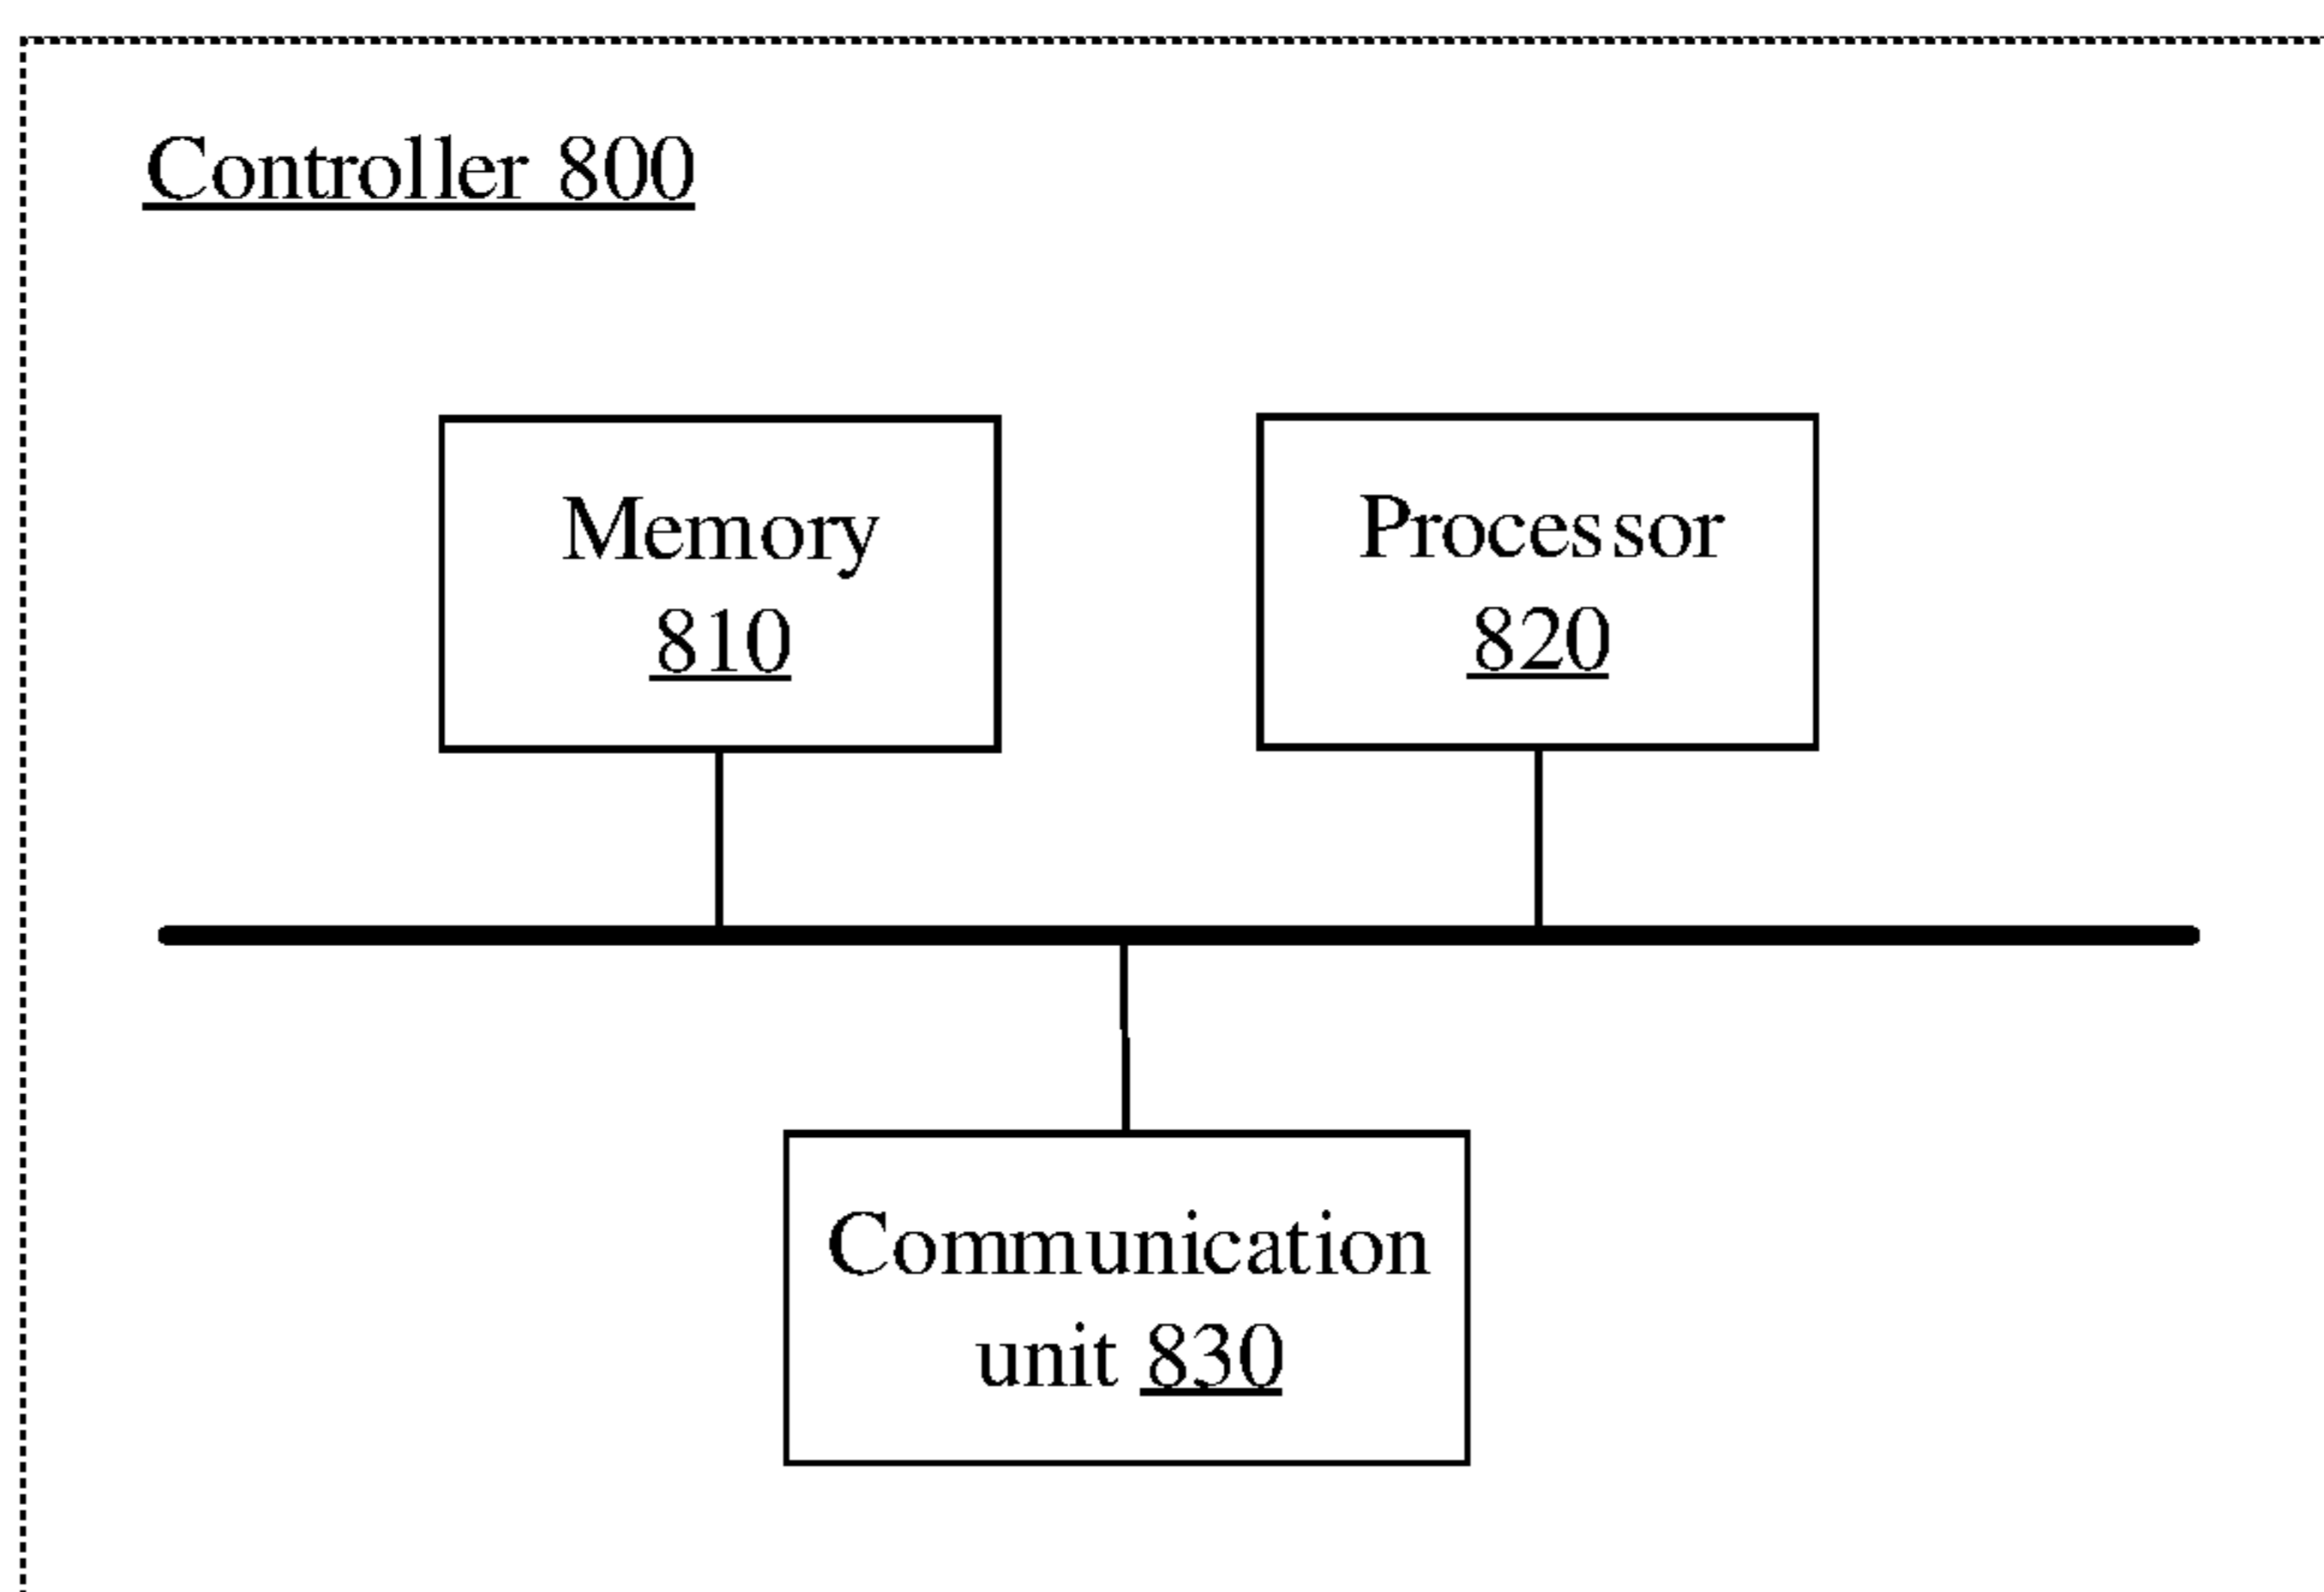 Controller 800
Memory
810
Processor
820
Communication
unit 830